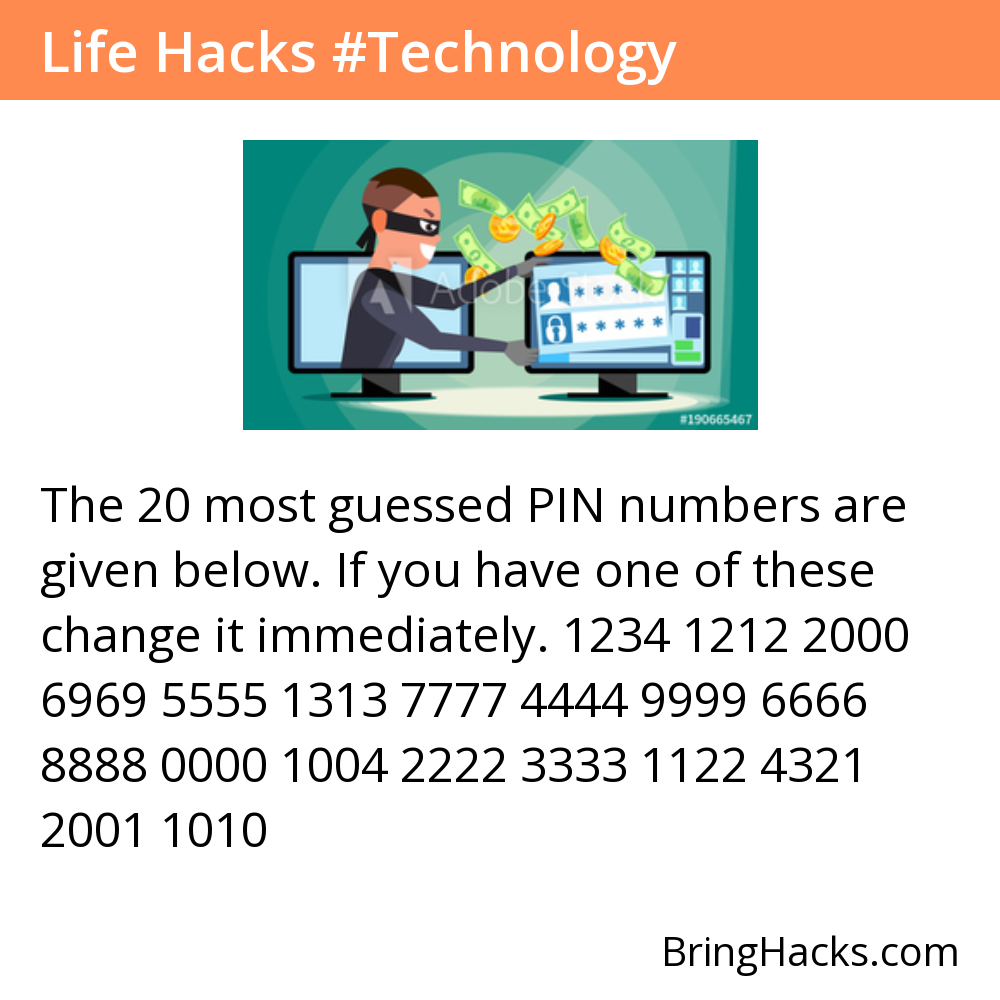 Life Hacks #Technology
Adobe Stock
#190665467
The 20 most guessed PIN numbers are
given below. If you have one of these
change it immediately. 1234 1212 2000
6969 5555 1313 7777 4444 9999 6666
8888 0000 1004 2222 3333 1122 4321
2001 1010
BringHacks.com